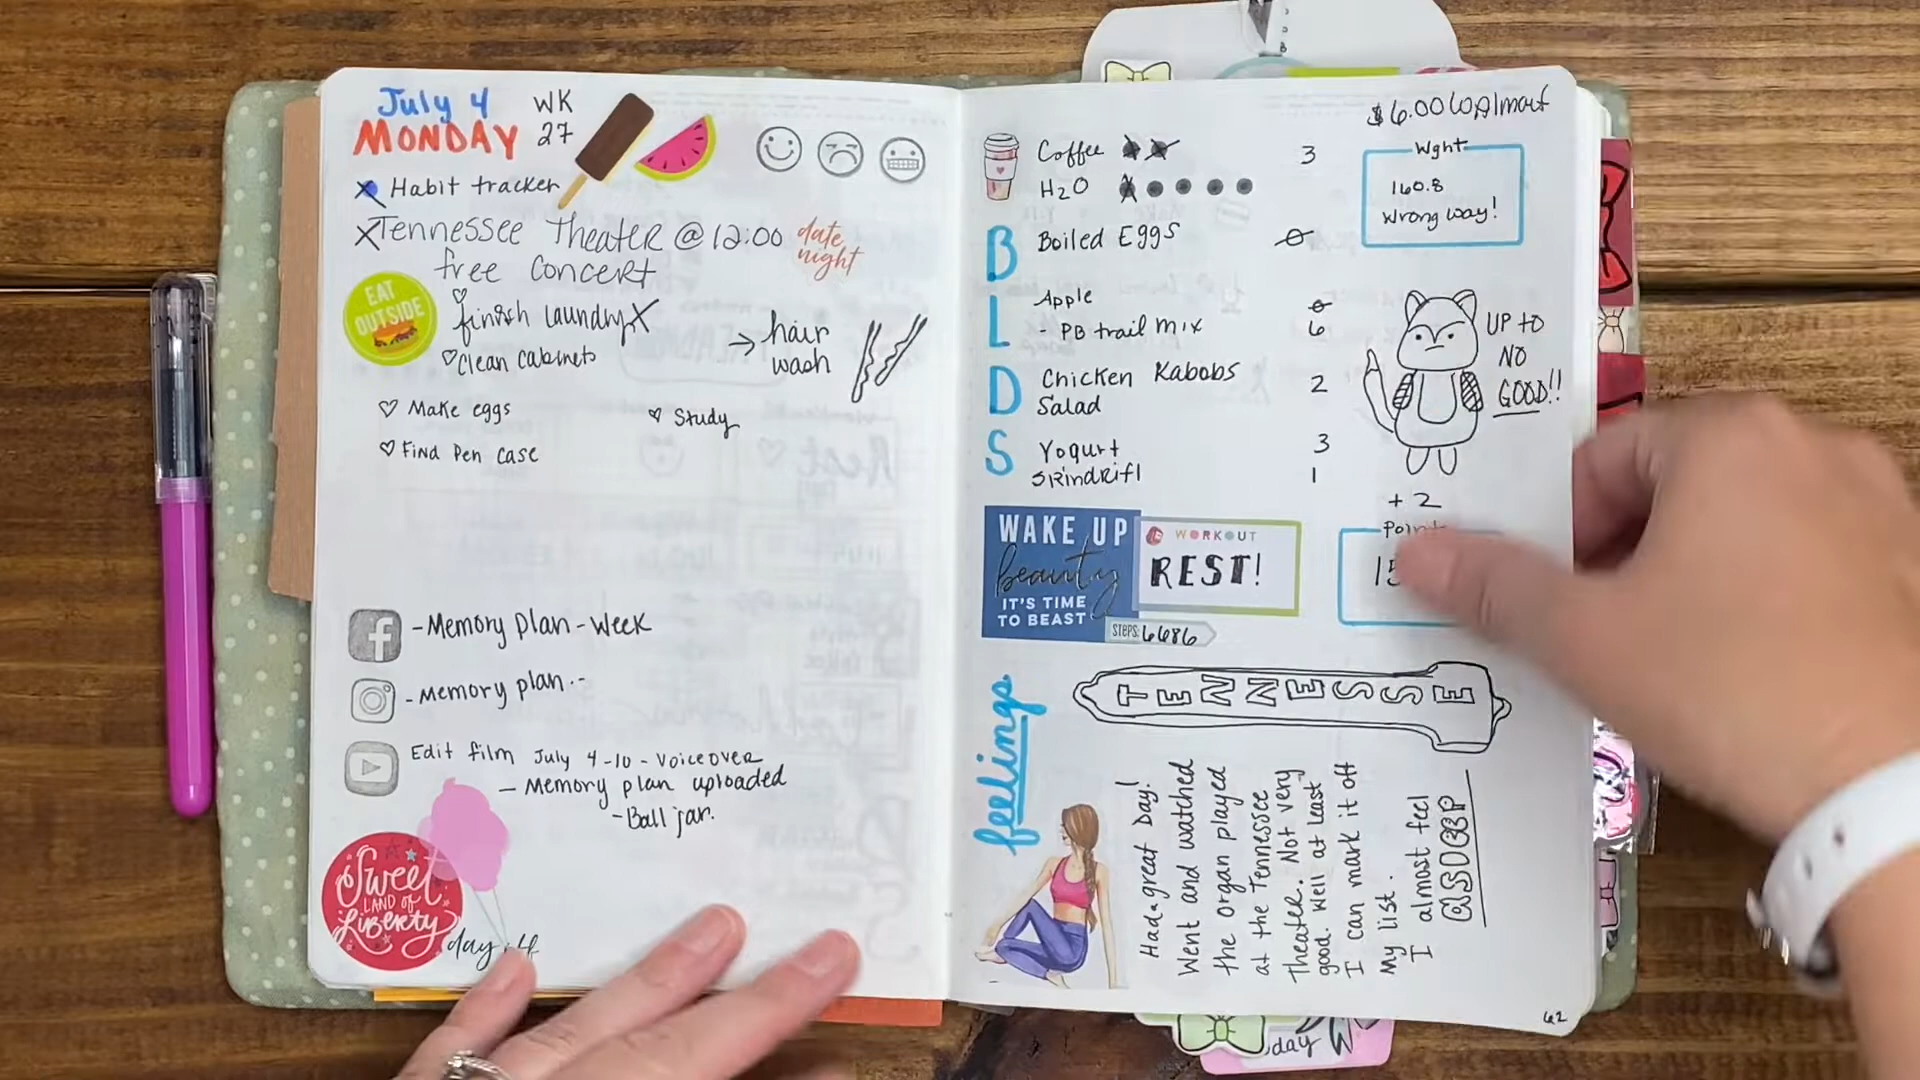 July 4
MONDAY
WK
27
Habit tracker
Tennessee Theater @ 12:00
free concert
date
night
EAT
OUTSIDE
finish laundry
Clean cabinets
→ hair
wash
Make eggs
Study
Find Pen case
f
-Memory plan-Week
-Memory plan--
Edit film July 4-10-Voiceover
- Memory plan uploaded
-Ball jar.
Sweet
LAND of
Liberty
day 4
$6.00 Walmart
Coffee
3
H2O
Wght
160.8
Wrong way!
B
Boiled Eggs
0
L
Apple
0
- PB trail mix
6
D
Chicken Kabobs
2
Salad
S
Yogurt
3
1
UP TO
NO
GOOD!!
+2
Points
WAKE UP
beauty
IT'S TIME
TO BEAST
WORKOUT
REST!
STEPS: 6686
TENNESSEE
feelings
Had a great Day!
Went and watched
the organ played
at the Tennessee
theater. Not very
good. Well at least
I can mark it off
My list.
I almost feel
ASDEEP
62
day